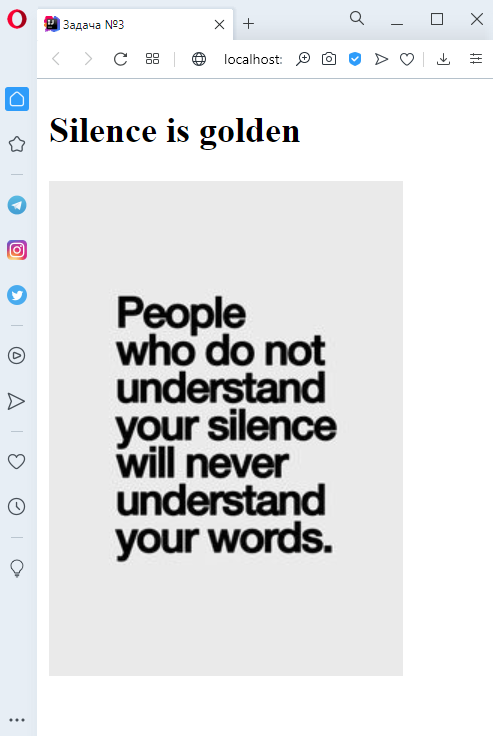 Задача №3
localhost:
Silence is golden
People
who do not
understand
your silence
will never
understand
your words.